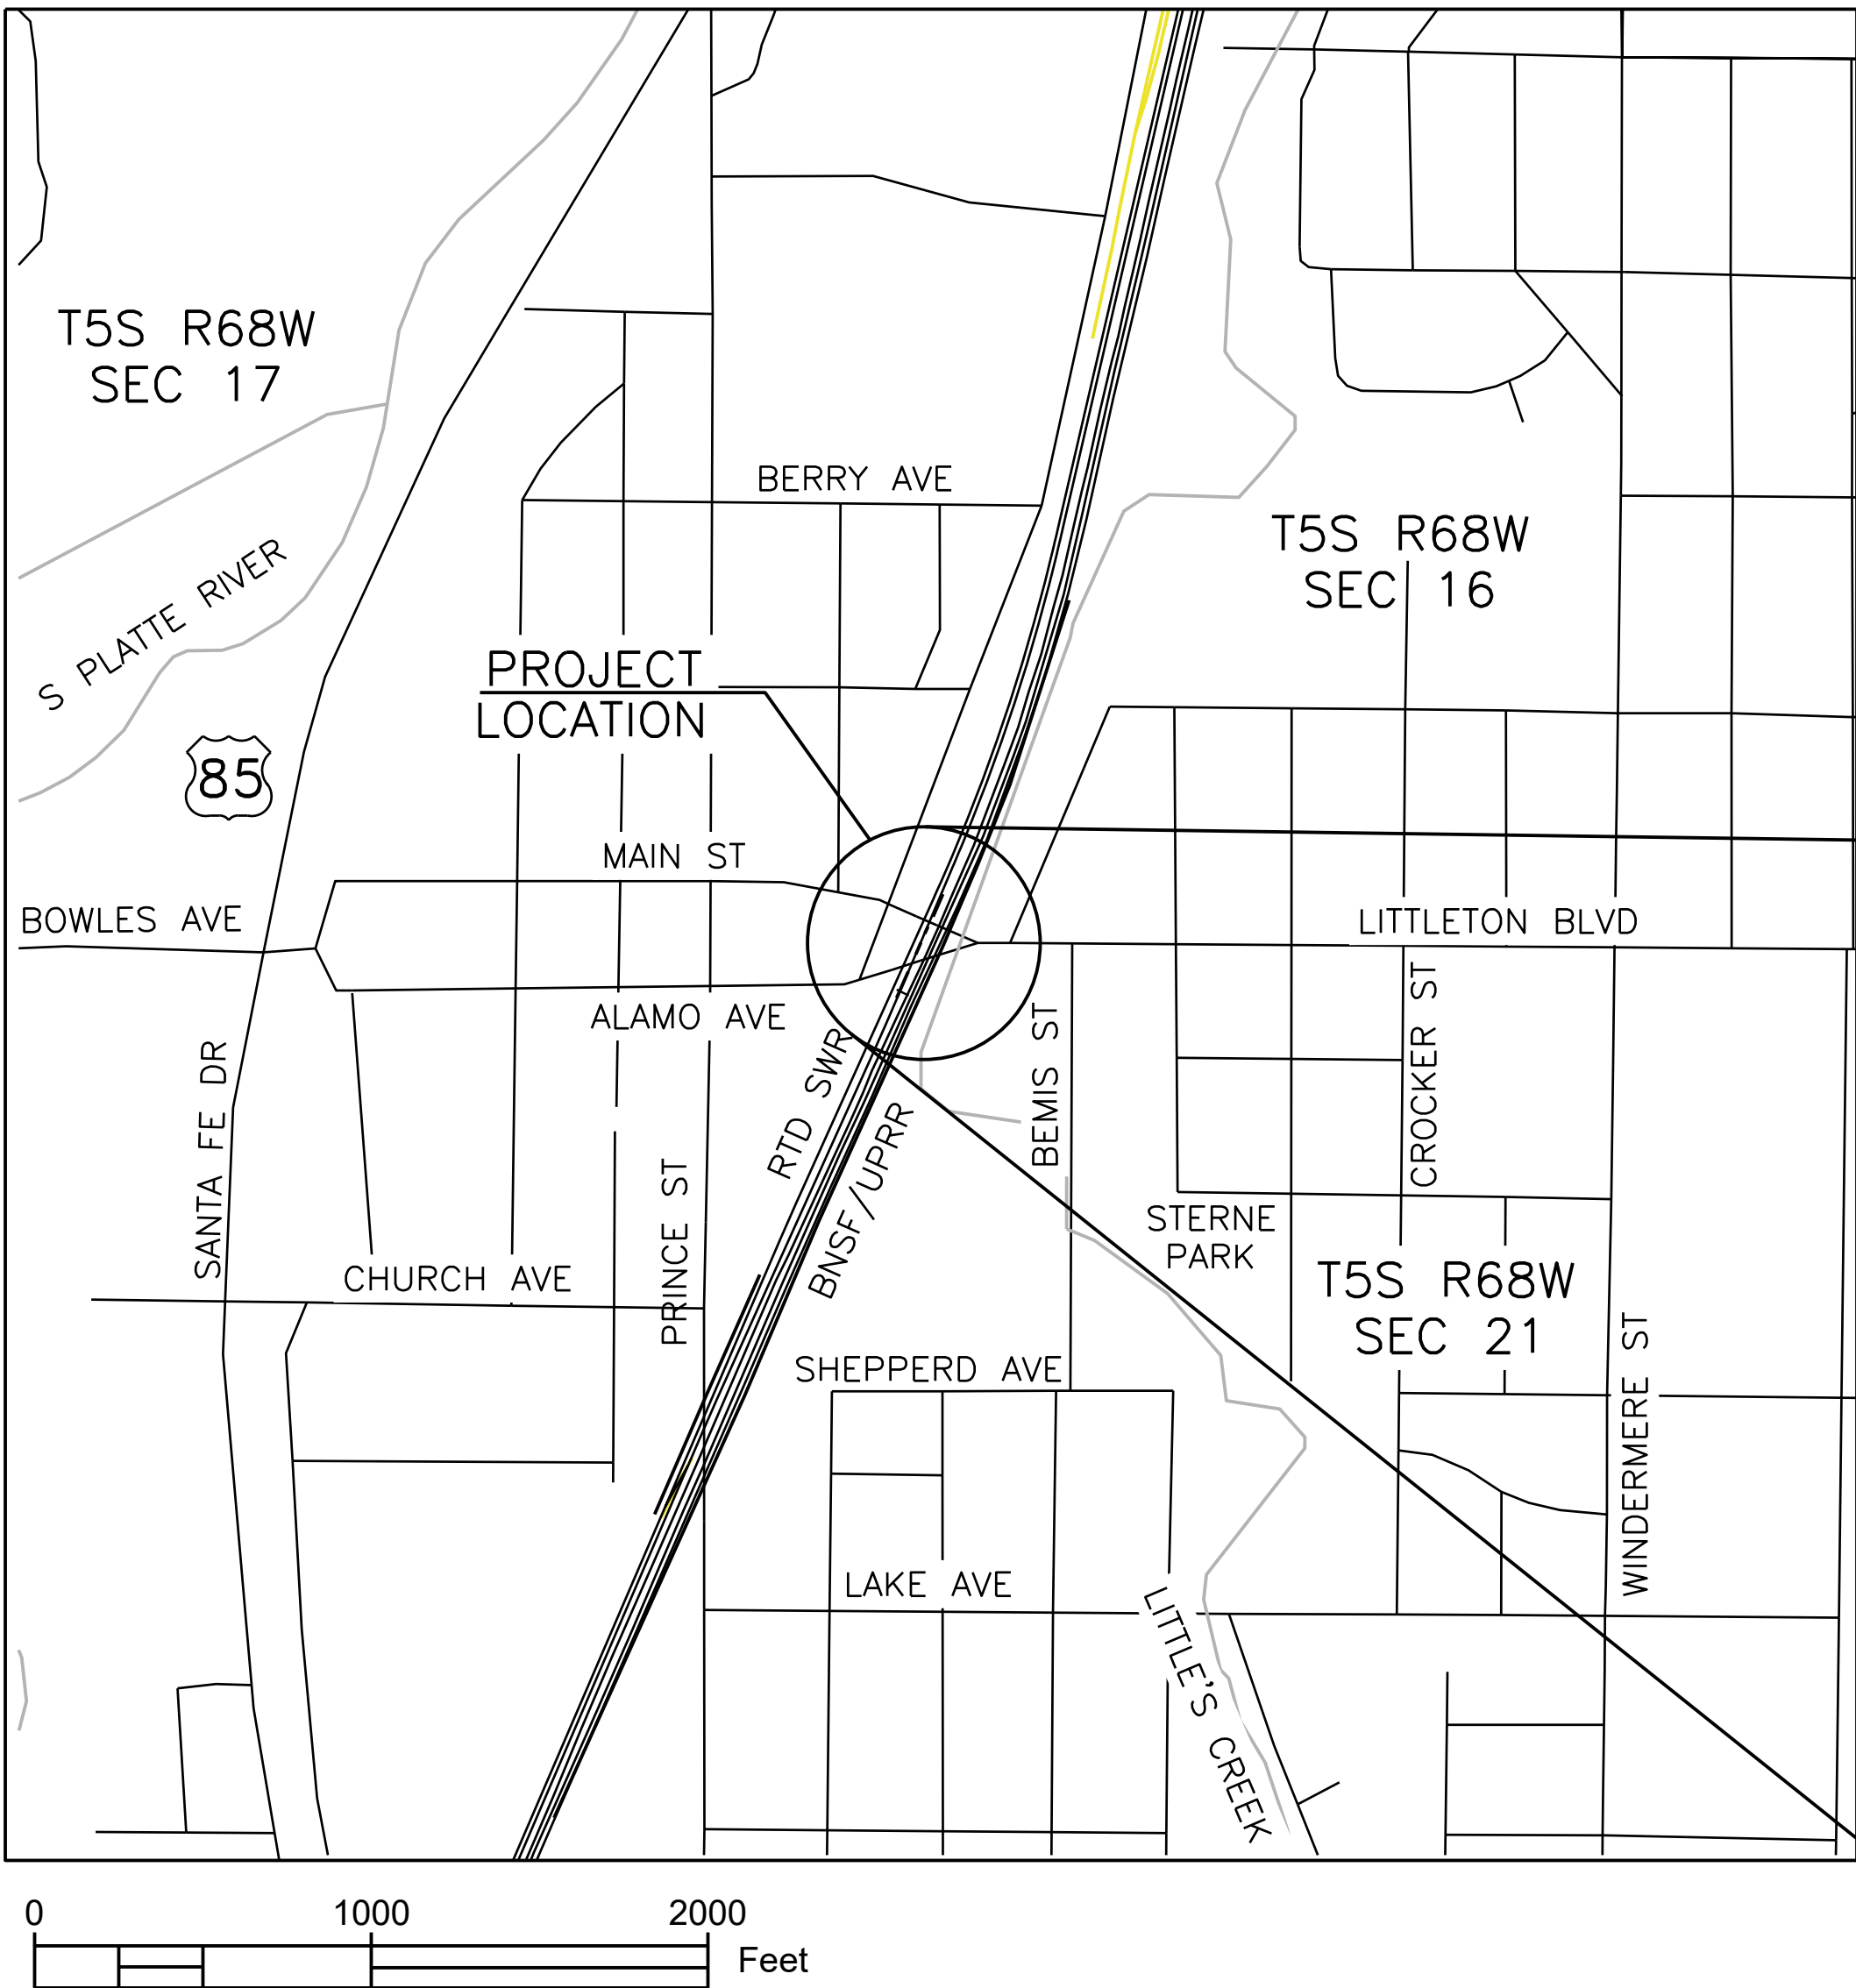 T5S R68W
SEC 17
BERRY AVE
T5S R68W
SEC 16
S PLATTE RIVER
PROJECT
LOCATION
85
MAIN ST
BOWLES AVE
LITTLETON BLVD
ALAMO AVE
SANTA FE DR
RTD SWR
BEMIS ST
CROCKER ST
BNSF/UPRR
PRINCE ST
STERNE
PARK
CHURCH AVE
T5S R68W
SEC 21
SHEPPERD AVE
WINDERMERE ST
LAKE AVE
LITTLE'S CREEK
0 1000 2000
Feet